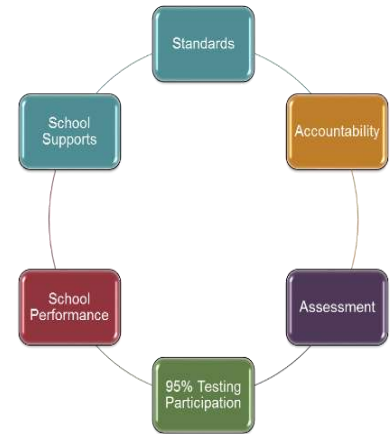 Standards
Accountability
Assessment
95% Testing
Participation
School
Performance
School
Supports